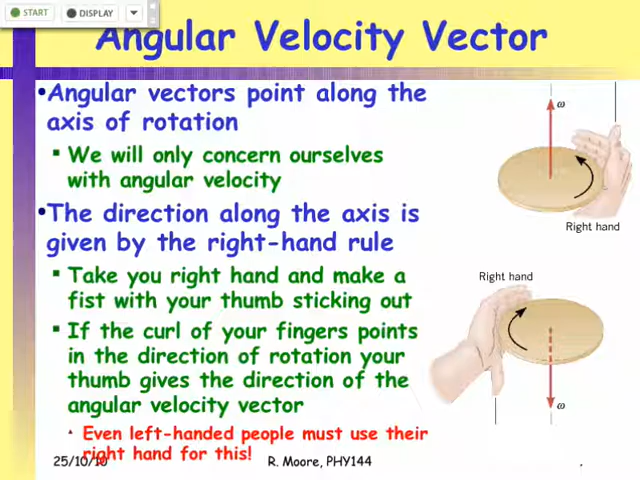 START DISPLAY
Angular Velocity Vector
•Angular vectors point along the
axis of rotation
▪ We will only concern ourselves
with angular velocity
•The direction along the axis is
given by the right-hand rule
▪ Take you right hand and make a
fist with your thumb sticking out
▪ If the curl of your fingers points
in the direction of rotation your
thumb gives the direction of the
angular velocity vector
▴ Even left-handed people must use their
right hand for this!
ω
Right hand
Right hand
ω
25/10/10 R. Moore, PHY144